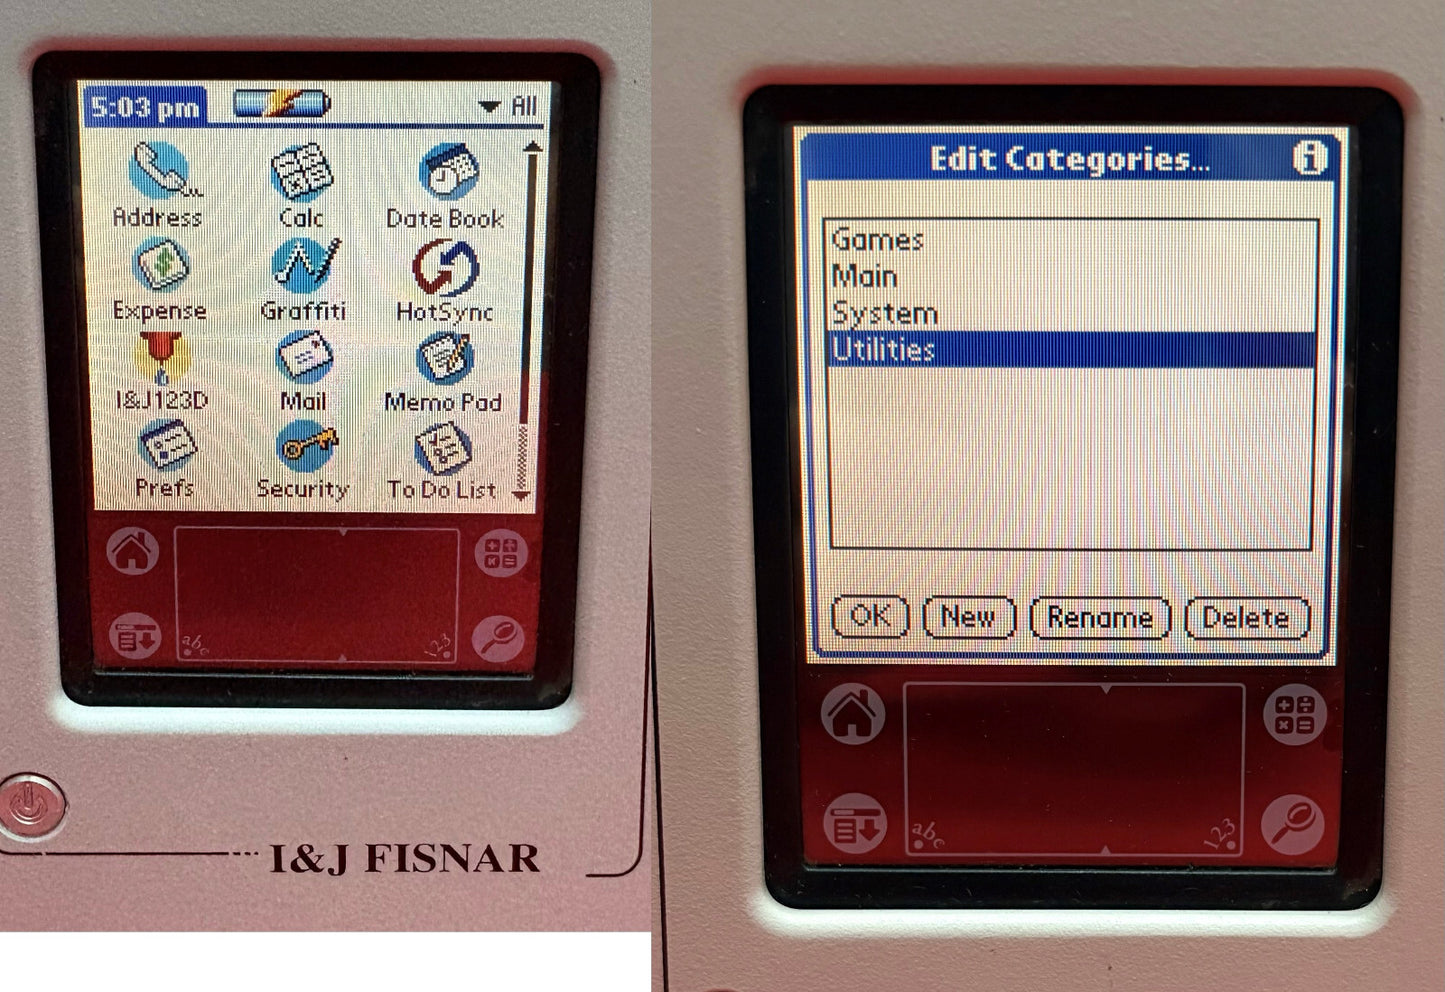 5:03 pm All
Address Calc Date Book
Expense Graffiti HotSync
I&J123D Mail Memo Pad
Prefs Security To Do List
abc 123
I&J FISNAR
Edit Categories...
Games
Main
System
Utilities
OK New Rename Delete
abc 123